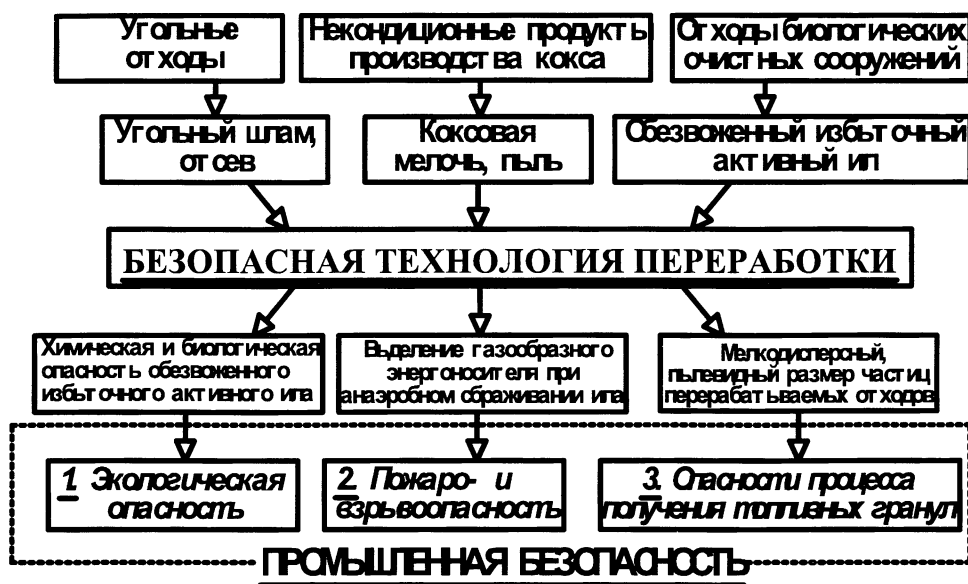 Угольные
отходы
Некондиционные продукты
производства кокса
Отходы биологических
очистных сооружений
Угольный шлам,
отсев
Коксовая
мелочь, пыль
Обезвоженный избыточный
активный ил
БЕЗОПАСНАЯ ТЕХНОЛОГИЯ ПЕРЕРАБОТКИ
Химическая и биологическая
опасность обезвоженного
избыточного активного ила
Выделение газообразного
энергоносителя при
анаэробном сбраживании ила
Мелкодисперсный,
пылевидный размер частиц
перерабатываемых отходов
1. Экологическая
опасность
2. Пожаро- и
взрывоопасность
3. Опасности процесса
получения топливных гранул
ПРОМЫШЛЕННАЯ БЕЗОПАСНОСТЬ